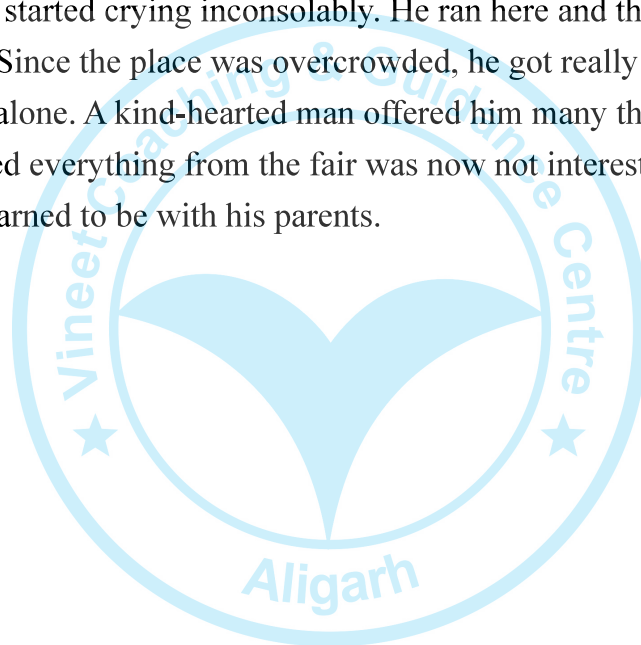 started crying inconsolably. He ran here and th
Since the place was overcrowded, he got really
alone. A kind-hearted man offered him many th
ed everything from the fair was now not interest
arned to be with his parents.
Vineet Coaching & Guidance Centre
Aligarh